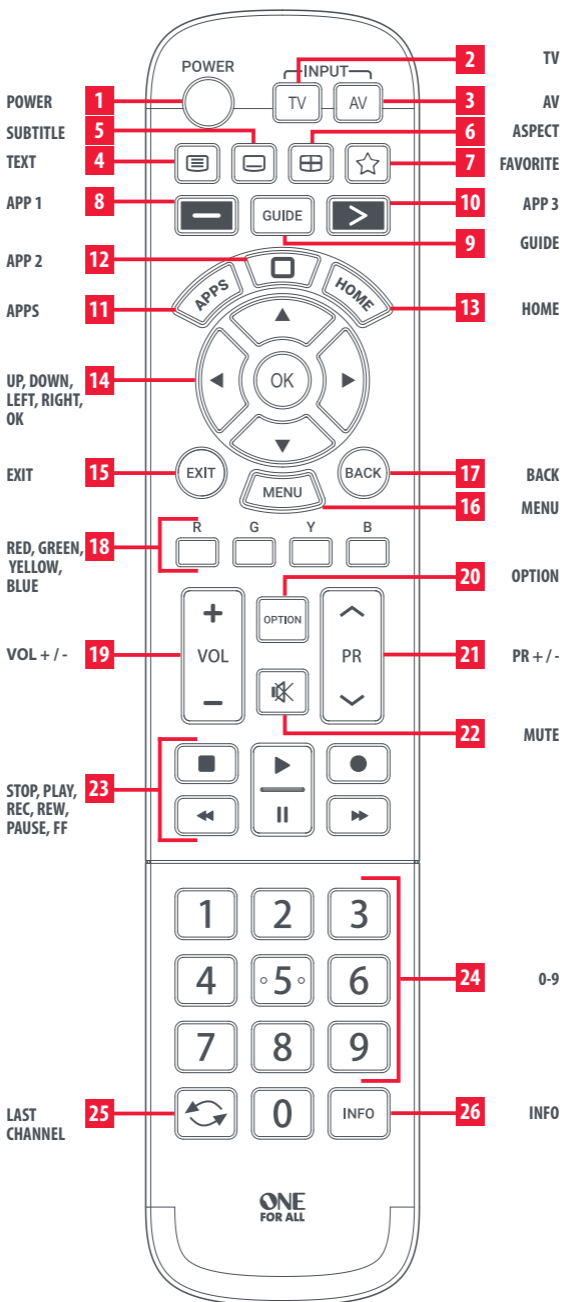 POWER
INPUT
2
TV
POWER
1
TV
AV
3
AV
SUBTITLE
5
6
ASPECT
TEXT
4
7
FAVORITE
APP 1
8
GUIDE
10
APP 3
9
GUIDE
APP 2
12
APPS
11
APPS
HOME
13
HOME
UP, DOWN,
LEFT, RIGHT,
OK
14
OK
EXIT
15
EXIT
BACK
17
BACK
MENU
16
MENU
RED, GREEN,
YELLOW,
BLUE
18
R
G
Y
B
20
OPTION
OPTION
VOL + / -
19
+
VOL
−
PR
21
PR + / -
22
MUTE
STOP, PLAY,
REC, REW,
PAUSE, FF
23
1 2 3
4 5 6
24
0-9
7 8 9
LAST
CHANNEL
25
0
INFO
26
INFO
ONE
FOR ALL